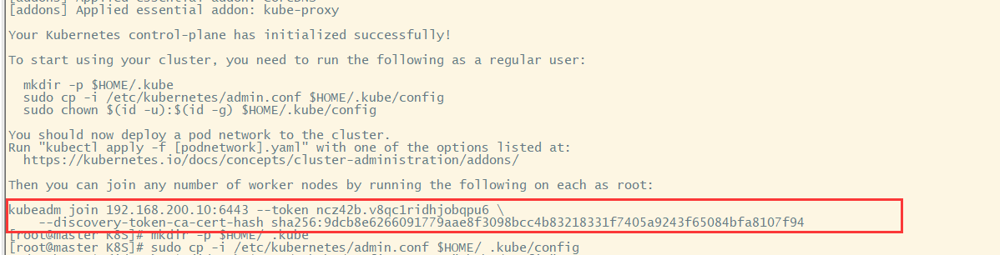 [addons] Applied essential addon: CoreDNS
[addons] Applied essential addon: kube-proxy
Your Kubernetes control-plane has initialized successfully!
To start using your cluster, you need to run the following as a regular user:
mkdir -p $HOME/.kube
sudo cp -i /etc/kubernetes/admin.conf $HOME/.kube/config
sudo chown $(id -u):$(id -g) $HOME/.kube/config
You should now deploy a pod network to the cluster.
Run "kubectl apply -f [podnetwork].yaml" with one of the options listed at:
https://kubernetes.io/docs/concepts/cluster-administration/addons/
Then you can join any number of worker nodes by running the following on each as root:
kubeadm join 192.168.200.10:6443 --token ncz42b.v8qc1ridhjobqpu6 \
--discovery-token-ca-cert-hash sha256:9dcb8e6266091779aae8f3098bcc4b83218331f7405a9243f65084bfa8107f94
[root@master K8S]# mkdir -p $HOME/ .kube
[root@master K8S]# sudo cp -i /etc/kubernetes/admin.conf $HOME/ .kube/config